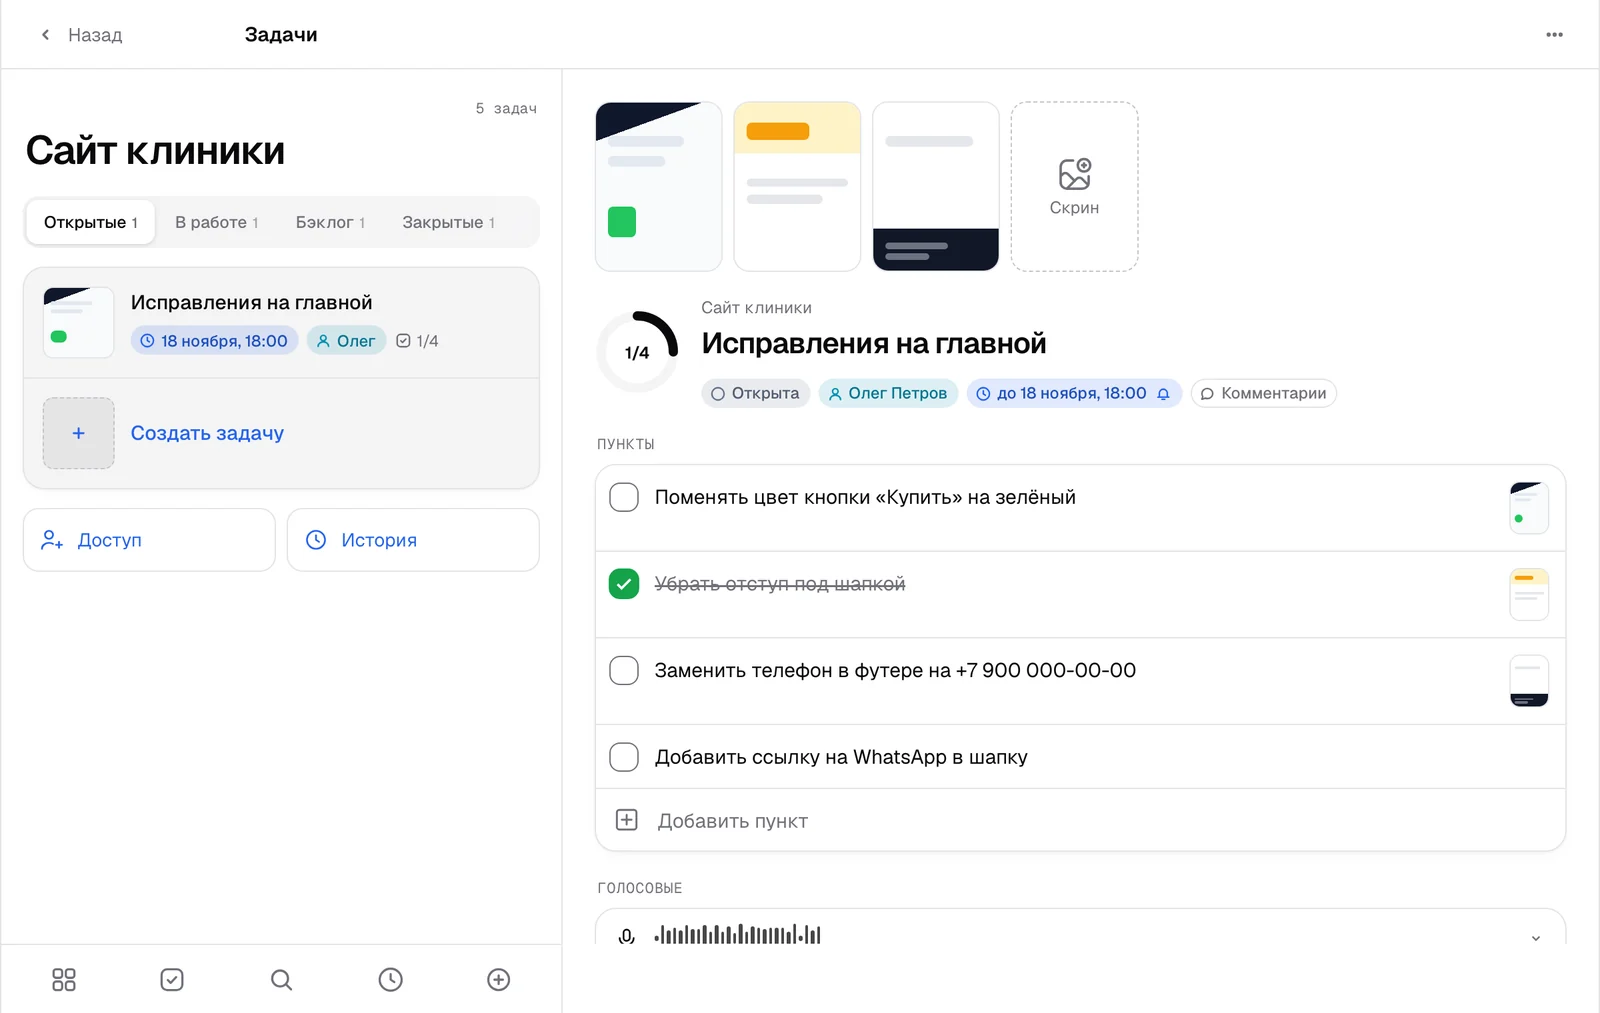 Назад
Задачи
5 задач
Сайт клиники
Открытые 1
В работе 1
Бэклог 1
Закрытые 1
Исправления на главной
18 ноября, 18:00
Олег
1/4
+ Создать задачу
Доступ
История
Скрин
1/4
Сайт клиники
Исправления на главной
Открыта
Олег Петров
до 18 ноября, 18:00
Комментарии
ПУНКТЫ
Поменять цвет кнопки «Купить» на зелёный
Убрать отступ под шапкой
Заменить телефон в футере на +7 900 000-00-00
Добавить ссылку на WhatsApp в шапку
Добавить пункт
ГОЛОСОВЫЕ